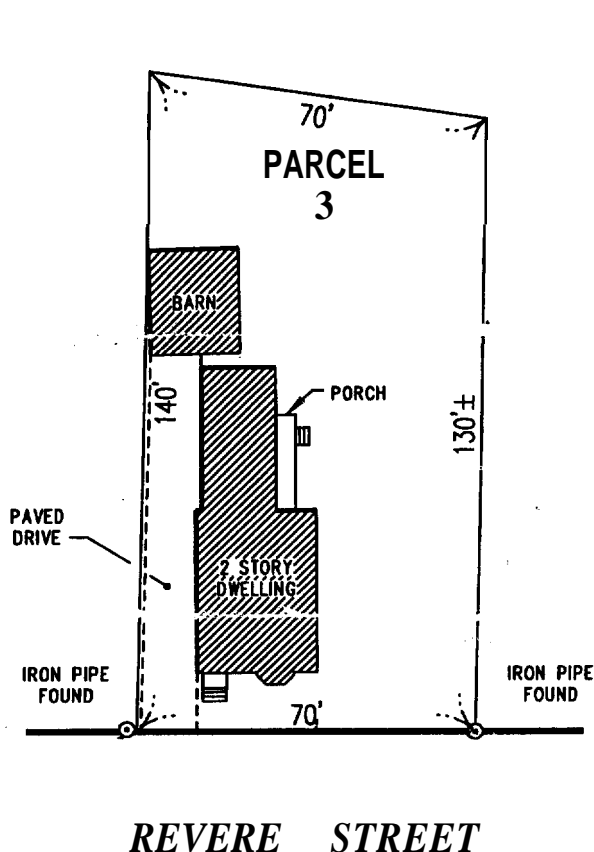 70'
PARCEL
3
BARN
140'
PORCH
130'±
PAVED
DRIVE
2 STORY
DWELLING
IRON PIPE
FOUND
IRON PIPE
FOUND
70'
REVERE STREET